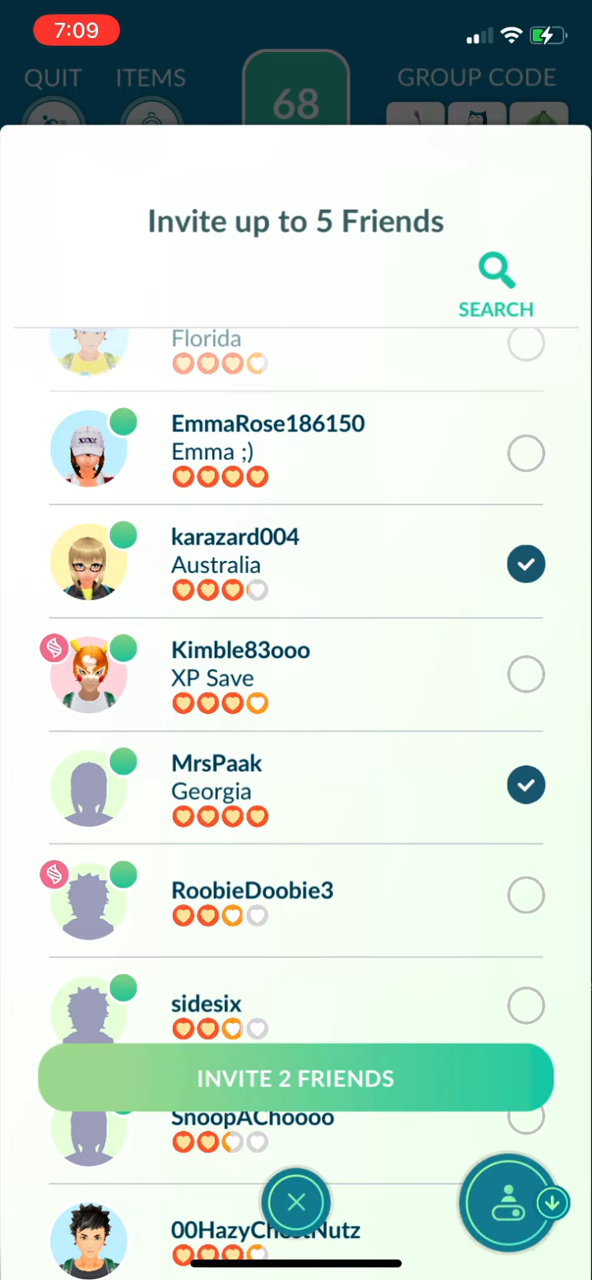 7:09
QUIT
ITEMS
68
GROUP CODE
Invite up to 5 Friends
SEARCH
Florida
EmmaRose186150
Emma ;)
karazard004
Australia
Kimble83ooo
XP Save
MrsPaak
Georgia
RoobieDoobie3
sidesix
INVITE 2 FRIENDS
SnoopAChoooo
00HazyChestNutz